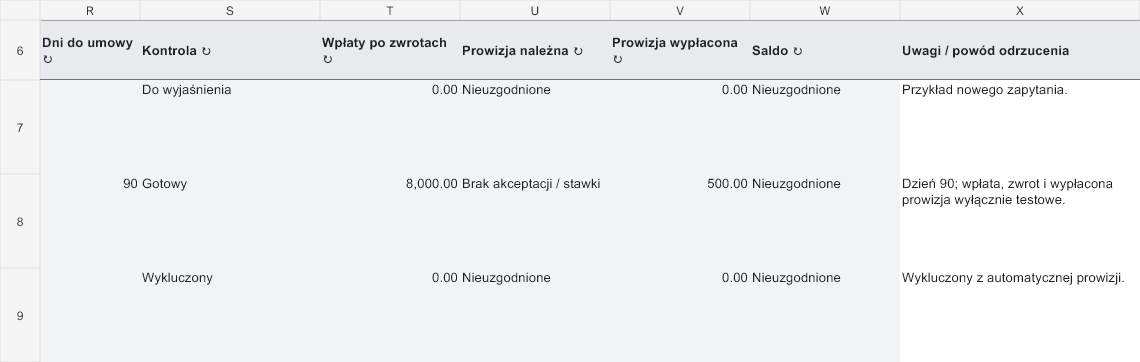 R S T U V W X
6 Dni do umowy ↻ Kontrola ↻ Wpłaty po zwrotach Prowizja należna ↻ Prowizja wypłacona ↻ Saldo ↻ Uwagi / powód odrzucenia
7 Do wyjaśnienia 0.00 Nieuzgodnione 0.00 Nieuzgodnione Przykład nowego zapytania.
8 90 Gotowy 8,000.00 Brak akceptacji / stawki 500.00 Nieuzgodnione Dzień 90; wpłata, zwrot i wypłacona
prowizja wyłącznie testowe.
9 Wykluczony 0.00 Nieuzgodnione 0.00 Nieuzgodnione Wykluczony z automatycznej prowizji.